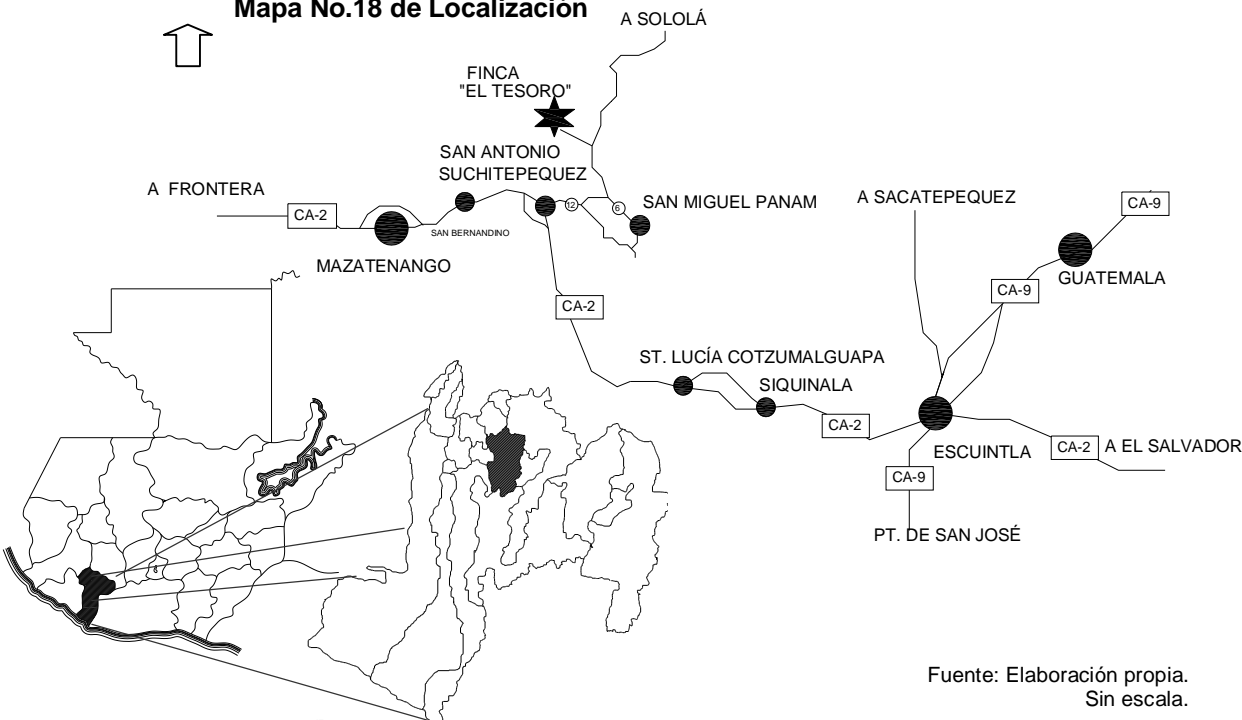 Mapa No.18 de Localización
A SOLOLÁ
FINCA
"EL TESORO"
SAN ANTONIO
SUCHITEPEQUEZ
A FRONTERA
CA-2
SAN BERNANDINO
MAZATENANGO
12
6
SAN MIGUEL PANAM
A SACATEPEQUEZ
CA-9
GUATEMALA
CA-9
CA-2
ST. LUCÍA COTZUMALGUAPA
SIQUINALA
CA-2
ESCUINTLA
CA-2
A EL SALVADOR
CA-9
PT. DE SAN JOSÉ
Fuente: Elaboración propia.
Sin escala.